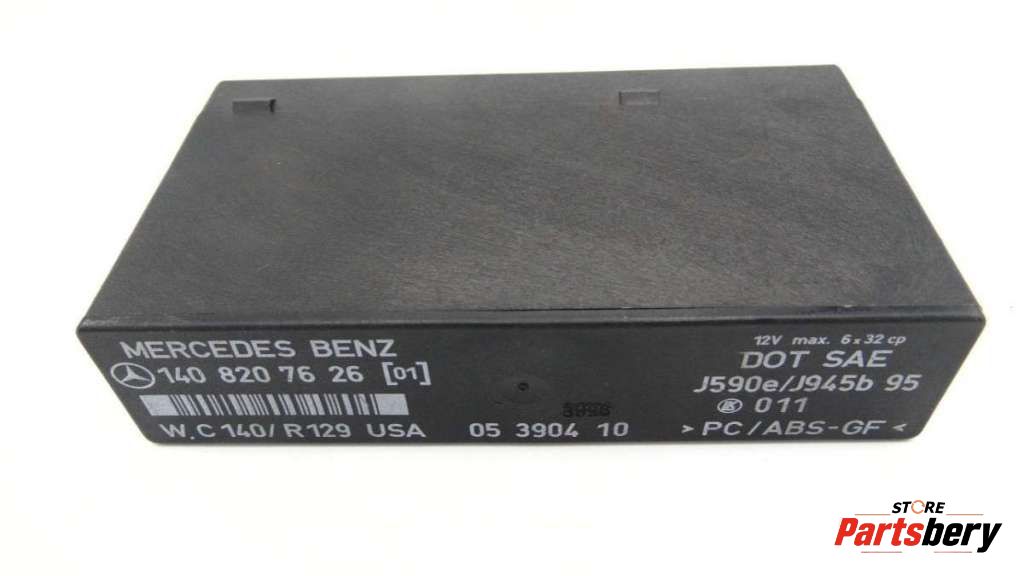 MERCEDES BENZ
140 820 76 26 [01]
W,C 140/ R 129 USA
05 3904 10
12V max. 6 x 32 cp
DOT SAE
J590e/J945b 95
011
> PC / ABS - GF <
STORE
Partsbery